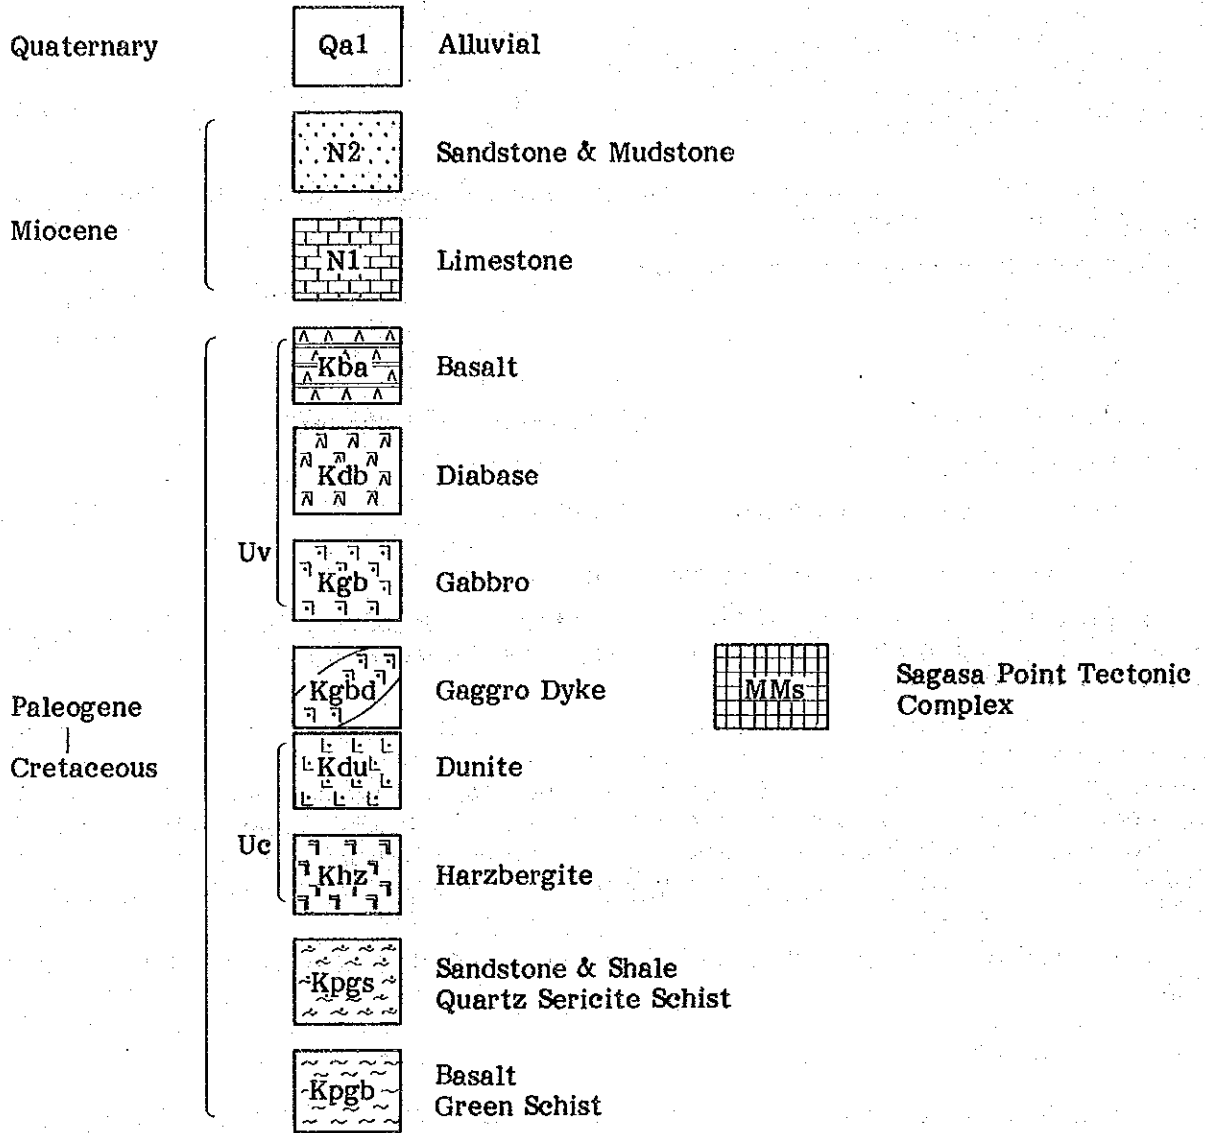 Quaternary
Qa1
Alluvial
N2
Sandstone & Mudstone
Miocene
N1
Limestone
Kba
Basalt
Kdb
Diabase
Uv
Kgb
Gabbro
Kgbd
Gaggro Dyke
MMs
Sagasa Point Tectonic
Complex
Paleogene
Cretaceous
Kdu
Dunite
Uc
Khz
Harzbergite
Kpgs
Sandstone & Shale
Quartz Sericite Schist
Kpgb
Basalt
Green Schist